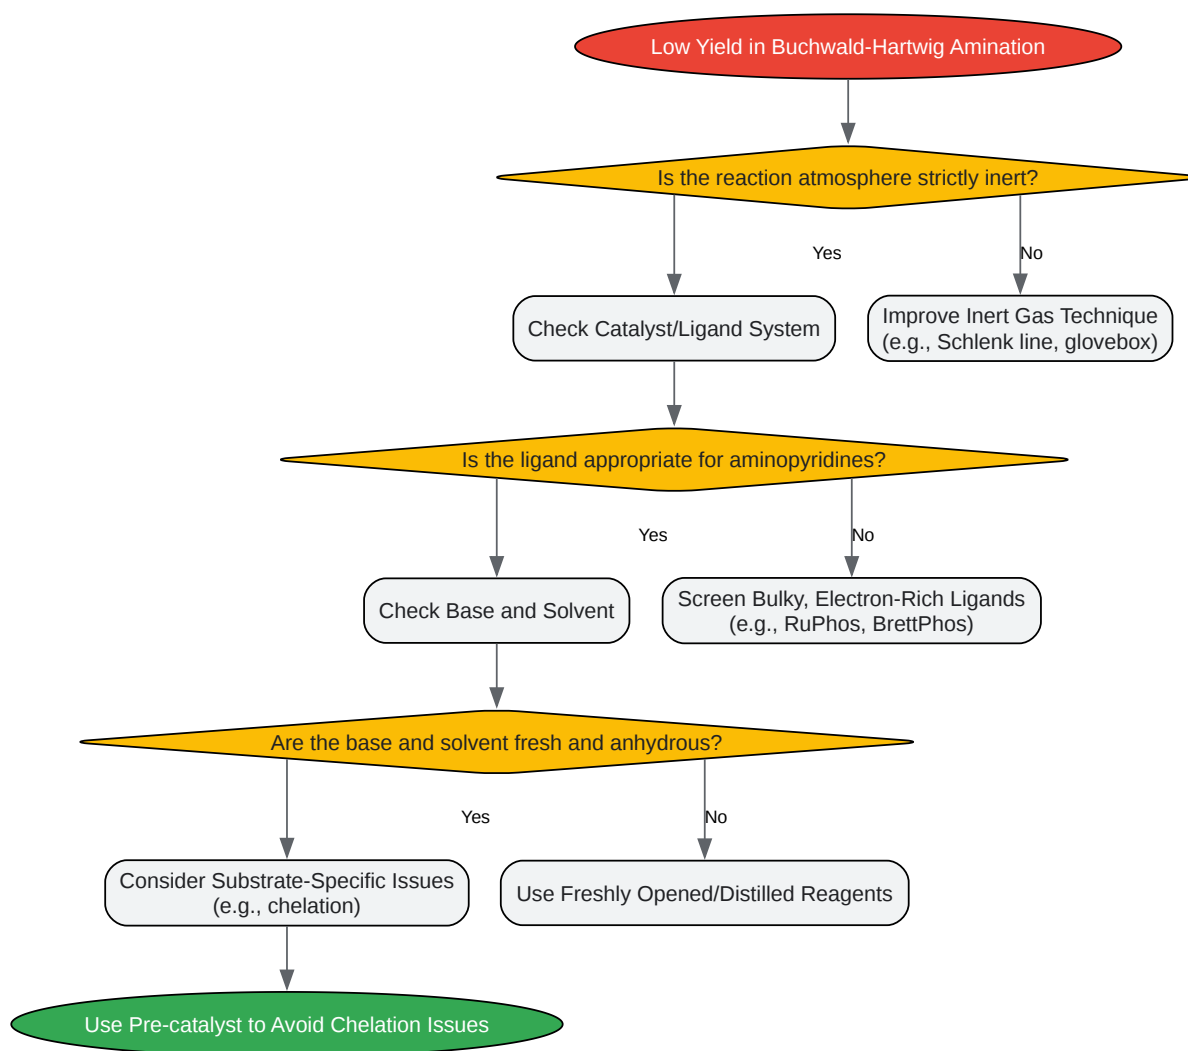 Low Yield in Buchwald-Hartwig Amination
Is the reaction atmosphere strictly inert?
Yes
No
Check Catalyst/Ligand System
Improve Inert Gas Technique
(e.g., Schlenk line, glovebox)
Is the ligand appropriate for aminopyridines?
Yes
No
Check Base and Solvent
Screen Bulky, Electron-Rich Ligands
(e.g., RuPhos, BrettPhos)
Are the base and solvent fresh and anhydrous?
Yes
No
Consider Substrate-Specific Issues
(e.g., chelation)
Use Freshly Opened/Distilled Reagents
Use Pre-catalyst to Avoid Chelation Issues